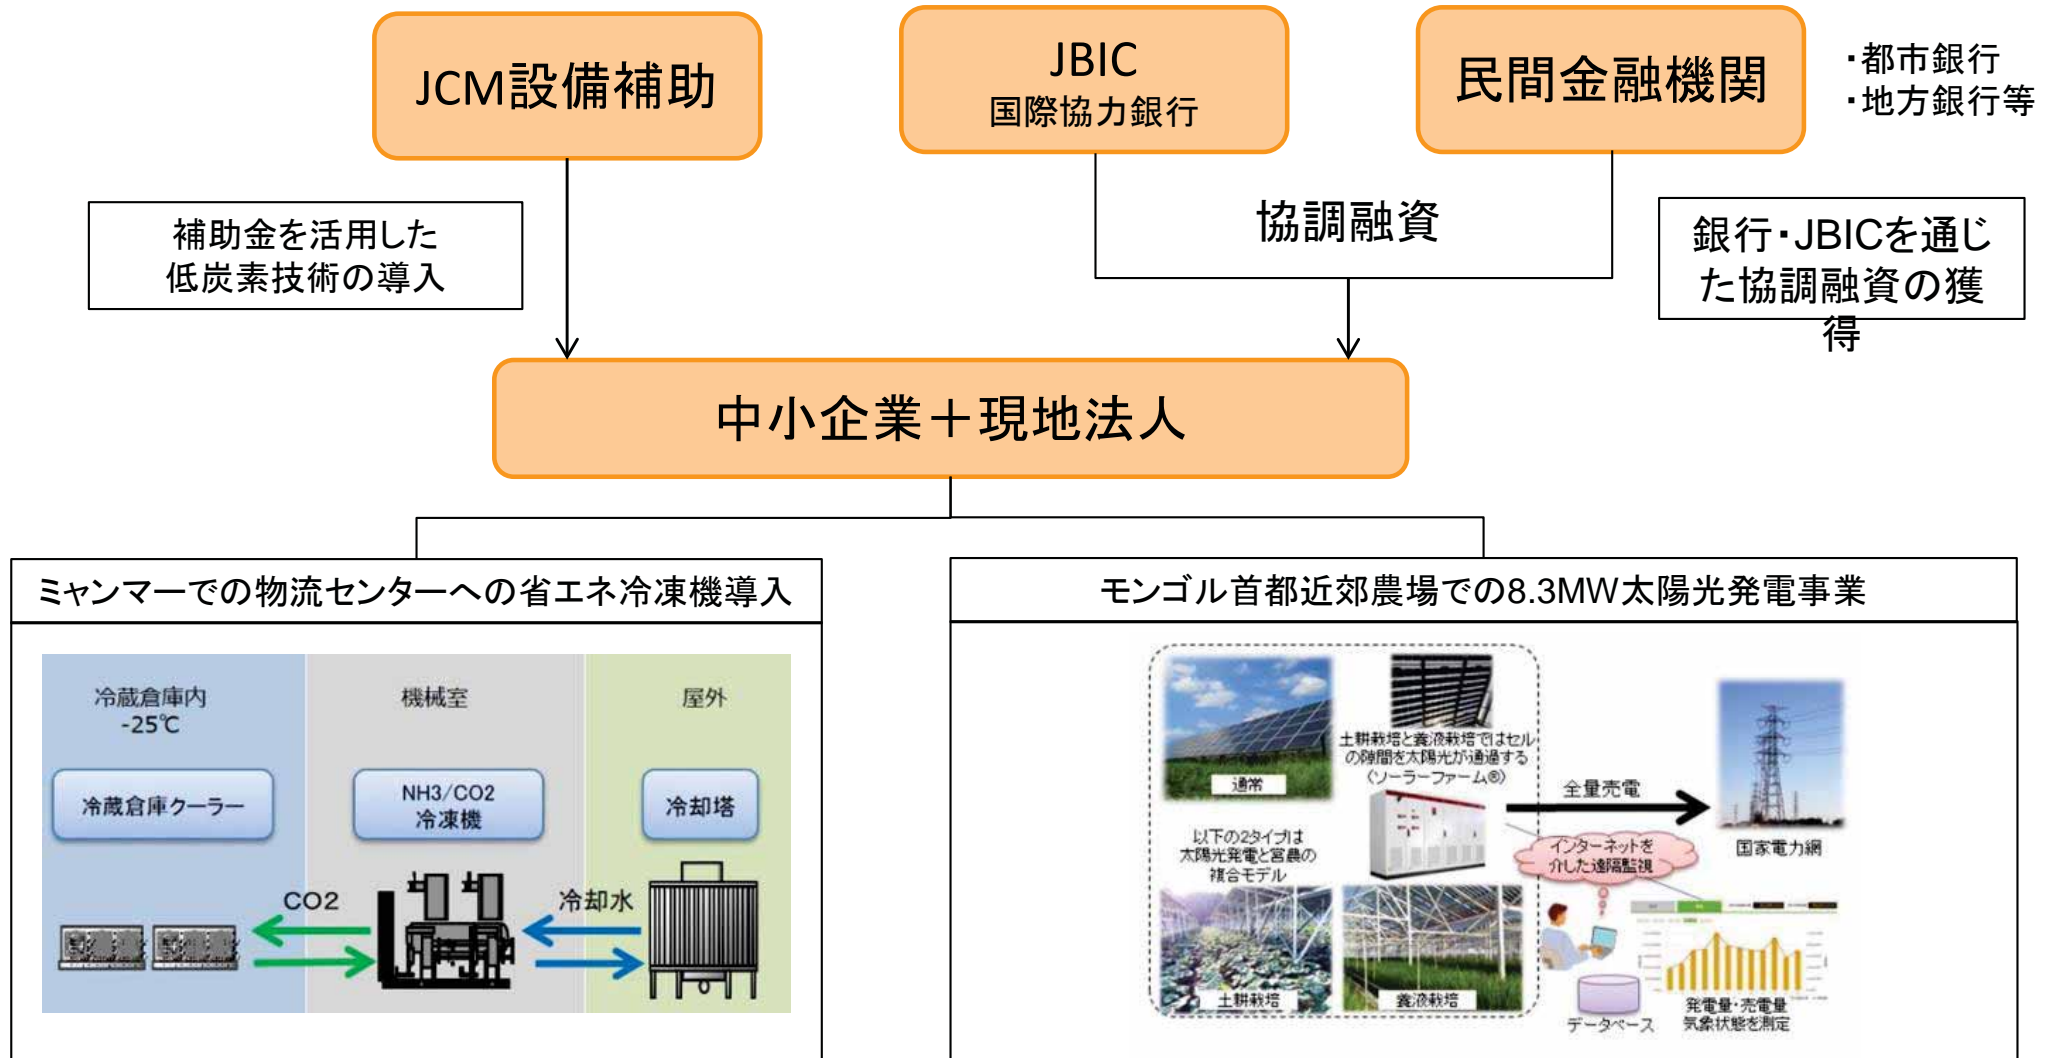 JCM設備補助
JBIC
国際協力銀行
民間金融機関
・都市銀行
・地方銀行等
補助金を活用した
低炭素技術の導入
協調融資
銀行・JBICを通じ
た協調融資の獲
得
中小企業＋現地法人
ミャンマーでの物流センターへの省エネ冷凍機導入
冷蔵倉庫内
-25℃
機械室
屋外
冷蔵倉庫クーラー
NH3/CO2
冷凍機
冷却塔
CO2
冷却水
モンゴル首都近郊農場での8.3MW太陽光発電事業
通常
土耕栽培と養液栽培ではセル
の隙間を太陽光が通過する
（ソーラーファーム®）
以下の2タイプは
太陽光発電と営農の
複合モデル
土耕栽培
養液栽培
全量売電
国家電力網
インターネットを
介した遠隔監視
データベース
発電量・売電量
気象状態を測定